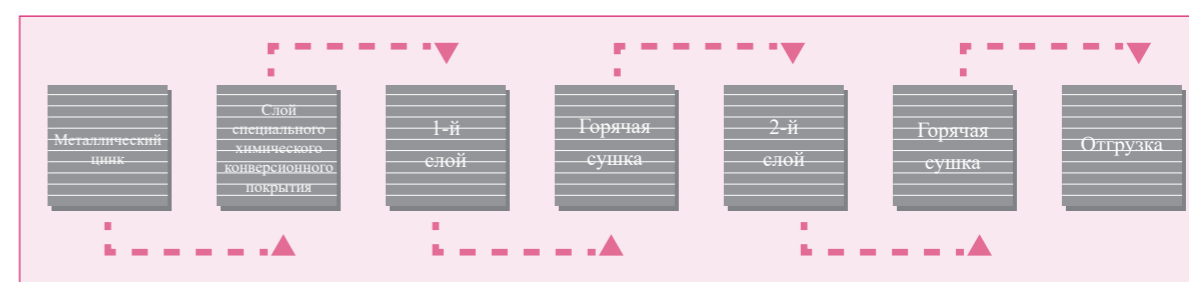 Металлический
цинк
Слой
специального
химического
конверсионного
покрытия
1-й
слой
Горячая
сушка
2-й
слой
Горячая
сушка
Отгрузка